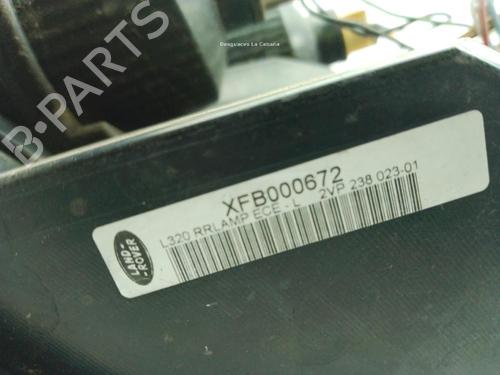 Desguaces La Cabaña
B-PARTS
XFB000672
L320 RRLAMP ECE - L 2VP 238 023-01
LAND-
-ROVER